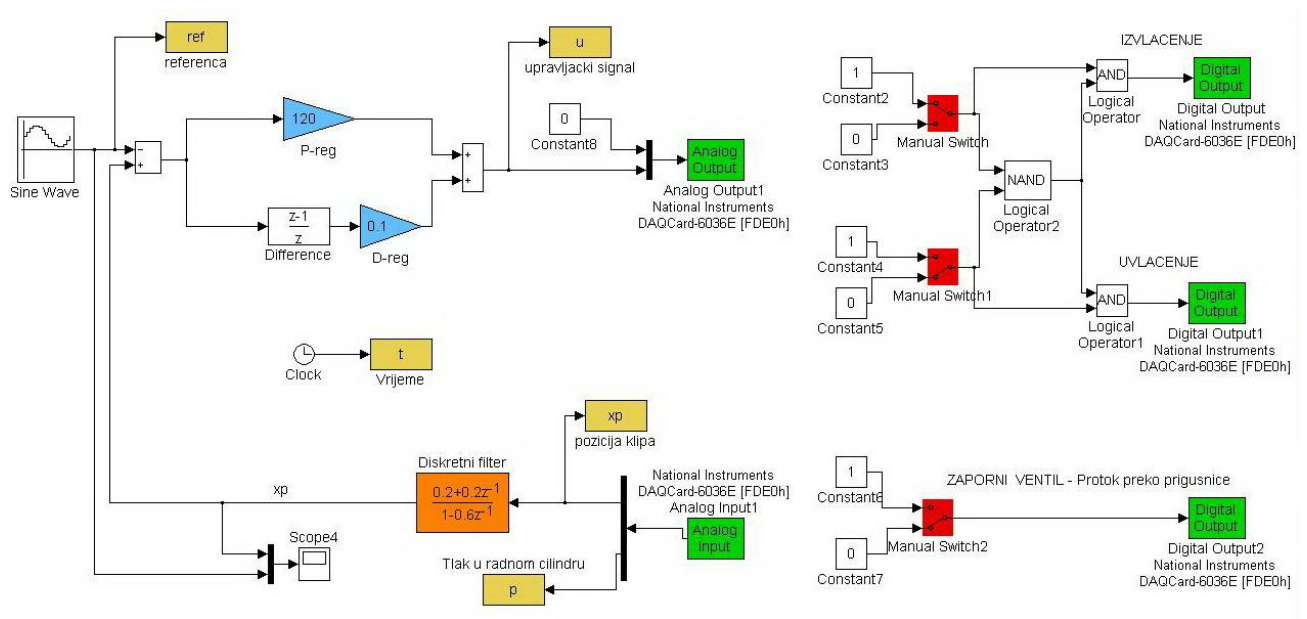 ref
referenca
Sine Wave
-
+
120
P-reg
z-1
z
Difference
0.1
D-reg
+
+
u
upravljacki signal
0
Constant8
Analog
Output
Analog Output1
National Instruments
DAQCard-6036E [FDE0h]
Clock
t
Vrijeme
xp
pozicija klipa
Diskretni filter
0.2+0.2z-1
1-0.6z-1
xp
Scope4
National Instruments
DAQCard-6036E [FDE0h]
Analog Input1
Analog
Input
Tlak u radnom cilindru
p
IZVLACENJE
1
Constant2
0
Constant3
Manual Switch
AND
Logical
Operator
Digital
Output
Digital Output
National Instruments
DAQCard-6036E [FDE0h]
NAND
Logical
Operator2
1
Constant4
0
Constant5
Manual Switch1
UVLACENJE
AND
Logical
Operator1
Digital
Output
Digital Output1
National Instruments
DAQCard-6036E [FDE0h]
1
Constant6
0
Constant7
Manual Switch2
ZAPORNI VENTIL - Protok preko prigusnice
Digital
Output
Digital Output2
National Instruments
DAQCard-6036E [FDE0h]